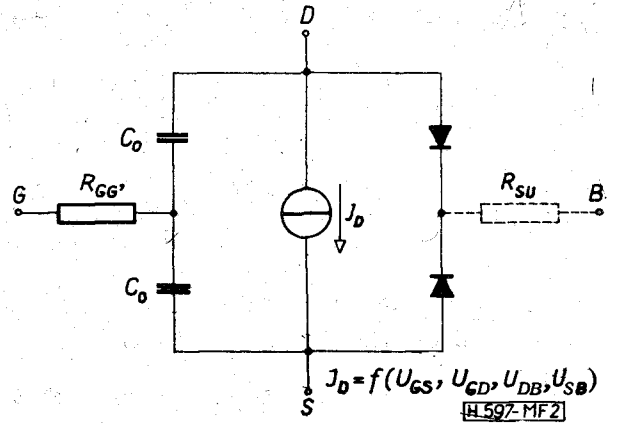 D
C₀
R_GG'
G
J_D
R_SU
B
C₀
S
J_D = f(U_GS, U_GD, U_DB, U_SB)
H.597-MF2